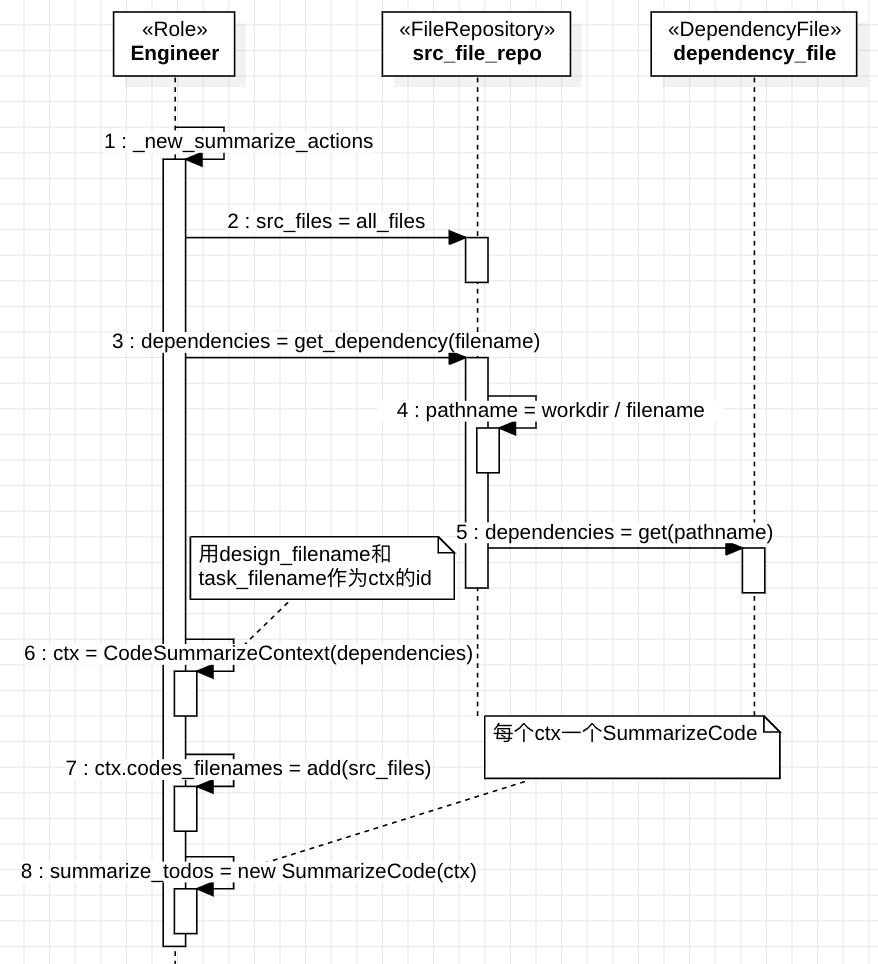 «Role»
Engineer
«FileRepository»
src_file_repo
«DependencyFile»
dependency_file
1 : _new_summarize_actions
2 : src_files = all_files
3 : dependencies = get_dependency(filename)
4 : pathname = workdir / filename
5 : dependencies = get(pathname)
用design_filename和
task_filename作为ctx的id
6 : ctx = CodeSummarizeContext(dependencies)
每个ctx一个SummarizeCode
7 : ctx.codes_filenames = add(src_files)
8 : summarize_todos = new SummarizeCode(ctx)